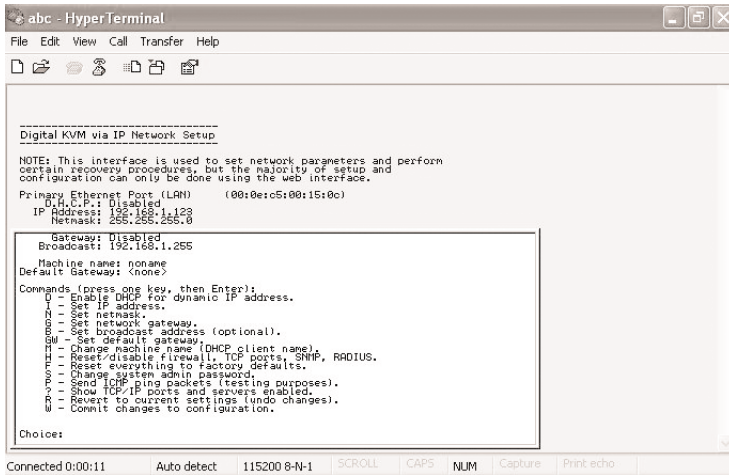 abc - HyperTerminal
File Edit View Call Transfer Help
Digital KVM via IP Network Setup
NOTE: This interface is used to set network parameters and perform
certain recovery procedures, but the majority of setup and
configuration can only be done using the web interface.
Primary Ethernet Port (LAN) (00:0e:c5:00:15:0c)
D.H.C.P.: Disabled
IP Address: 192.168.1.123
Netmask: 255.255.255.0
Gateway: Disabled
Broadcast: 192.168.1.255
Machine name: noname
Default Gateway: <none>
Commands (press one key, then Enter):
D - Enable DHCP for dynamic IP address.
I - Set IP address.
N - Set netmask.
G - Set network gateway.
B - Set broadcast address (optional).
GW - Set default gateway.
M - Change machine name (DHCP client name).
H - Reset/disable firewall, TCP ports, SNMP, RADIUS.
F - Reset everything to factory defaults.
S - Change system admin password.
P - Send ICMP ping packets (testing purposes).
? - Show TCP/IP ports and servers enabled.
R - Revert to current settings (undo changes).
W - Commit changes to configuration.
Choice:
Connected 0:00:11 Auto detect 115200 8-N-1 SCROLL CAPS NUM Capture Print echo